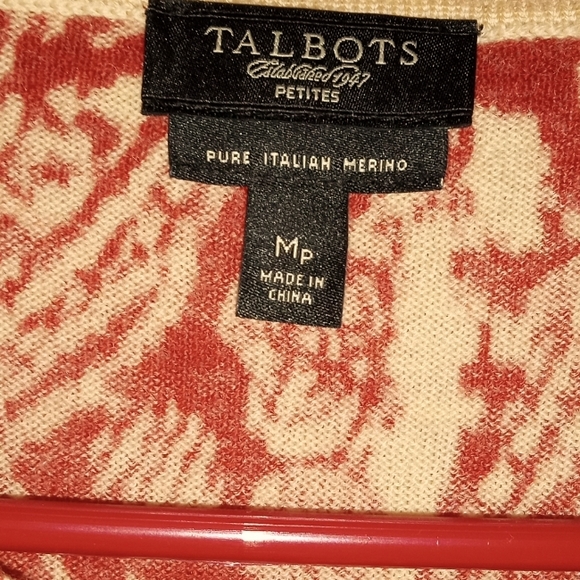 TALBOTS
Established 1947
PETITES
PURE ITALIAN MERINO
MP
MADE IN
CHINA